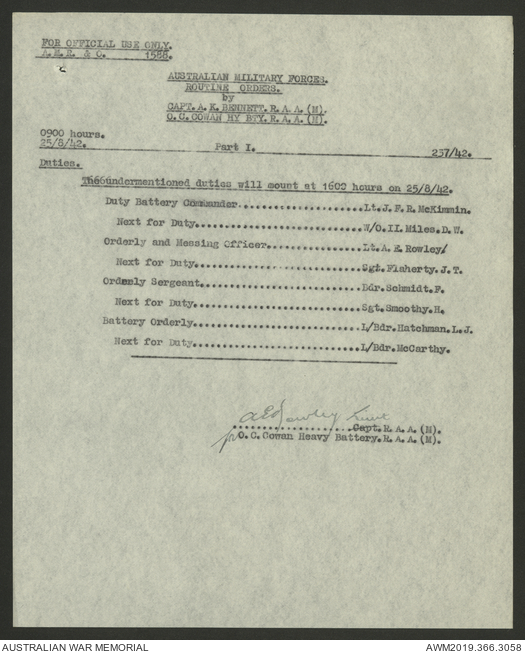 FOR OFFICIAL USE ONLY.
A.M.E. & O. 1588.
AUSTRALIAN MILITARY FORCES.
ROUTINE ORDERS.
by
CAPT. A. K. BENNETT. R. A. A. (M).
O. C. COWAN HY BTY. R. A. A. (M).
0900 hours.
25/8/42. Part I. 237/42.
Duties.
The undermentioned duties will mount at 1600 hours on 25/8/42.
Duty Battery Commander....................Lt. J. F. R. McKimmin.
Next for Duty.............................W/O. II. Miles. D. W.
Orderly and Messing Officer...............Lt. A. E. Rowley/
Next for Duty.............................Sgt. Flaherty. J. T.
Orderly Sergeant..........................Bdr. Schmidt. F.
Next for Duty.............................Sgt. Smoothy. H.
Battery Orderly...........................L/Bdr. Hatchman. L. J.
Next for Duty.............................L/Bdr. McCarthy.
AERowley Lieut
....................Capt. R. A. A. (M).
p O. C. Cowan Heavy Battery. R. A. A. (M).
AUSTRALIAN WAR MEMORIAL AWM2019.366.3058